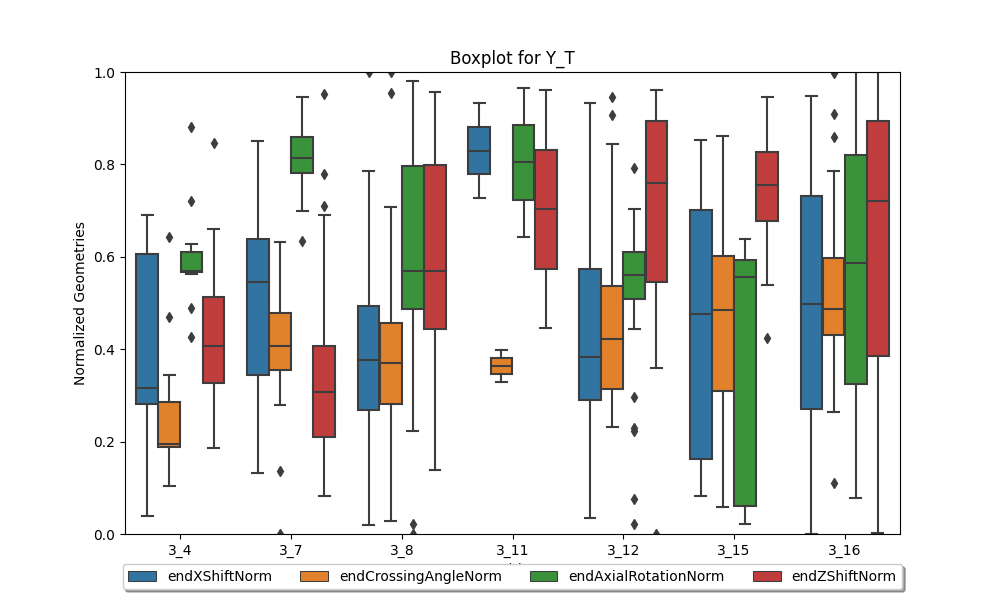 Boxplot for Y_T
1.0
0.8
0.6
0.4
0.2
0.0
Normalized Geometries
3_4 3_7 3_8 3_11 3_12 3_15 3_16
endXShiftNorm endCrossingAngleNorm endAxialRotationNorm endZShiftNorm